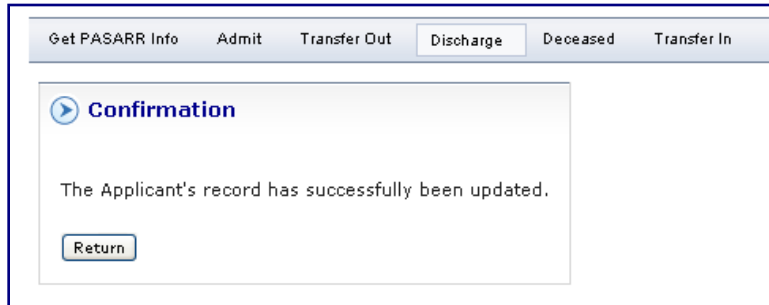 Get PASARR Info Admit Transfer Out Discharge Deceased Transfer In
Confirmation
The Applicant's record has successfully been updated.
Return